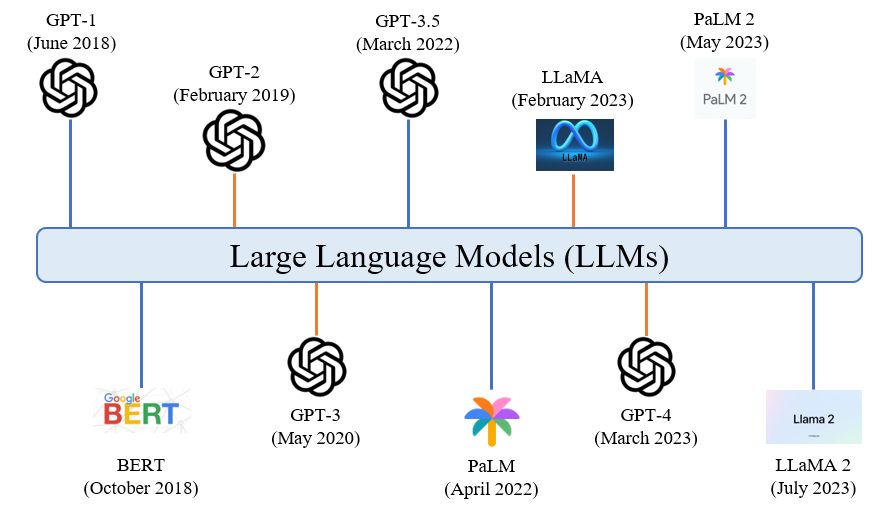 GPT-1
(June 2018)
GPT-2
(February 2019)
GPT-3.5
(March 2022)
LLaMA
(February 2023)
LLaMA
PaLM 2
(May 2023)
PaLM 2
Large Language Models (LLMs)
Google
BERT
BERT
(October 2018)
GPT-3
(May 2020)
PaLM
(April 2022)
GPT-4
(March 2023)
Llama 2
LLaMA 2
(July 2023)